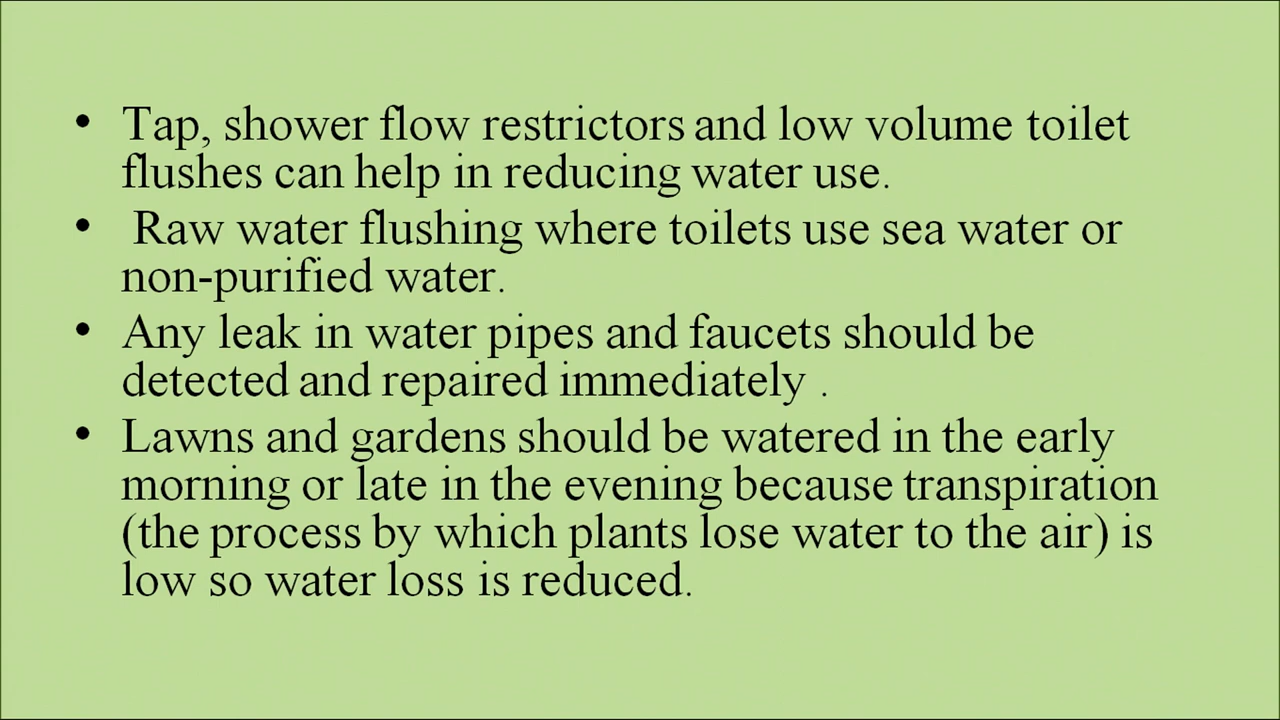 • Tap, shower flow restrictors and low volume toilet
flushes can help in reducing water use.
• Raw water flushing where toilets use sea water or
non-purified water.
• Any leak in water pipes and faucets should be
detected and repaired immediately .
• Lawns and gardens should be watered in the early
morning or late in the evening because transpiration
(the process by which plants lose water to the air) is
low so water loss is reduced.